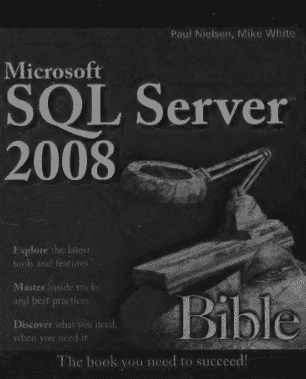 Paul Nielsen, Mike White
Microsoft
SQL Server
2008
Explore the latest
tools and features
Master inside tricks
and best practices
Discover what you need,
when you need it
Bible
The book you need to succeed!